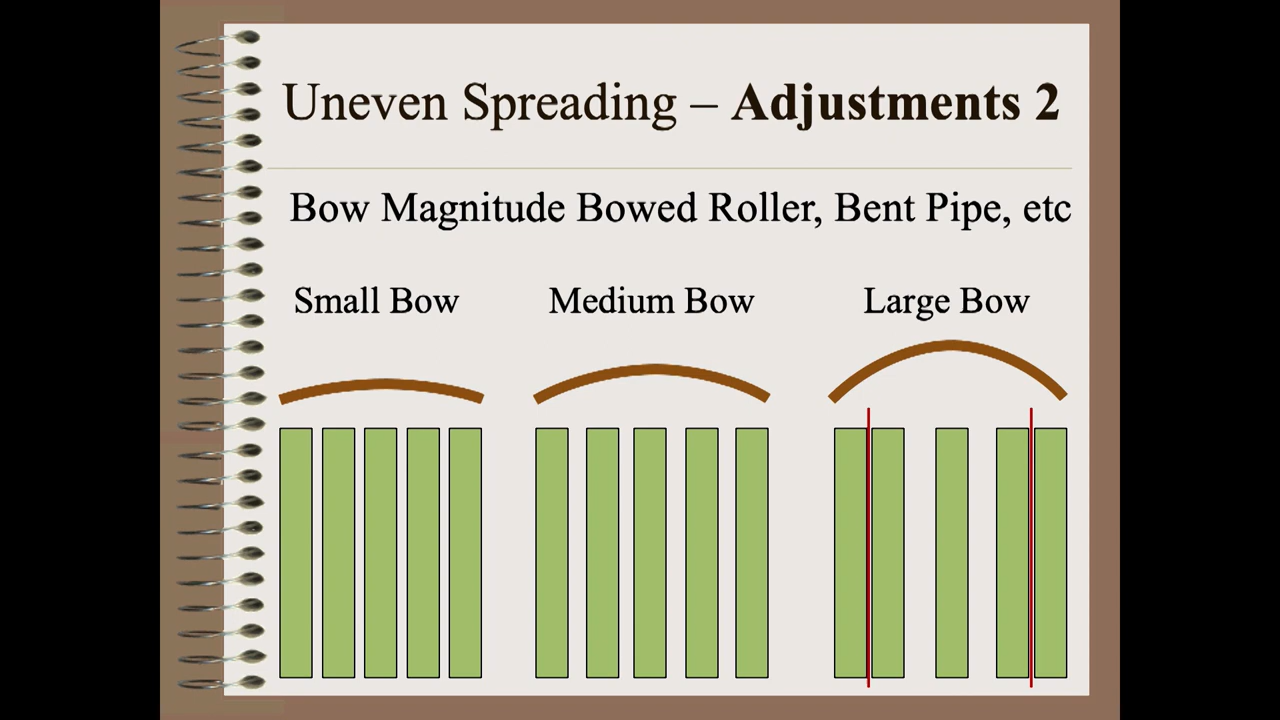 Uneven Spreading – Adjustments 2
Bow Magnitude Bowed Roller, Bent Pipe, etc
Small Bow
Medium Bow
Large Bow